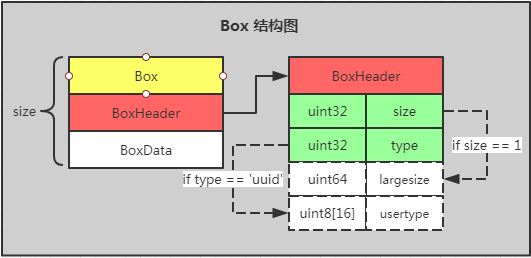 Box 结构图
size
Box
BoxHeader
BoxData
BoxHeader
uint32 size
uint32 type
uint64 largesize
uint8[16] usertype
if size == 1
if type == 'uuid'